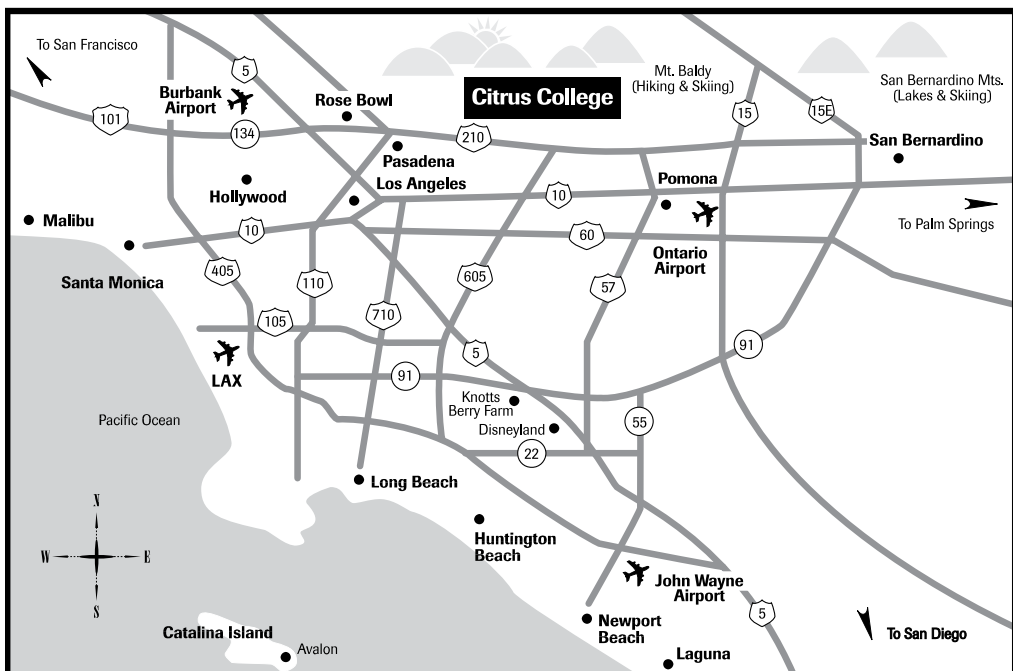 To San Francisco
5
Burbank
Airport
Rose Bowl
Citrus College
Mt. Baldy
(Hiking & Skiing)
San Bernardino Mts.
(Lakes & Skiing)
101
134
210
15
15E
San Bernardino
Pasadena
Hollywood
Los Angeles
10
Pomona
Malibu
10
60
To Palm Springs
Ontario
Airport
Santa Monica
405
110
605
57
105
710
LAX
5
91
91
Knotts
Berry Farm
Disneyland
55
Pacific Ocean
22
Long Beach
N
W
E
S
Huntington
Beach
John Wayne
Airport
5
Newport
Beach
To San Diego
Catalina Island
Avalon
Laguna